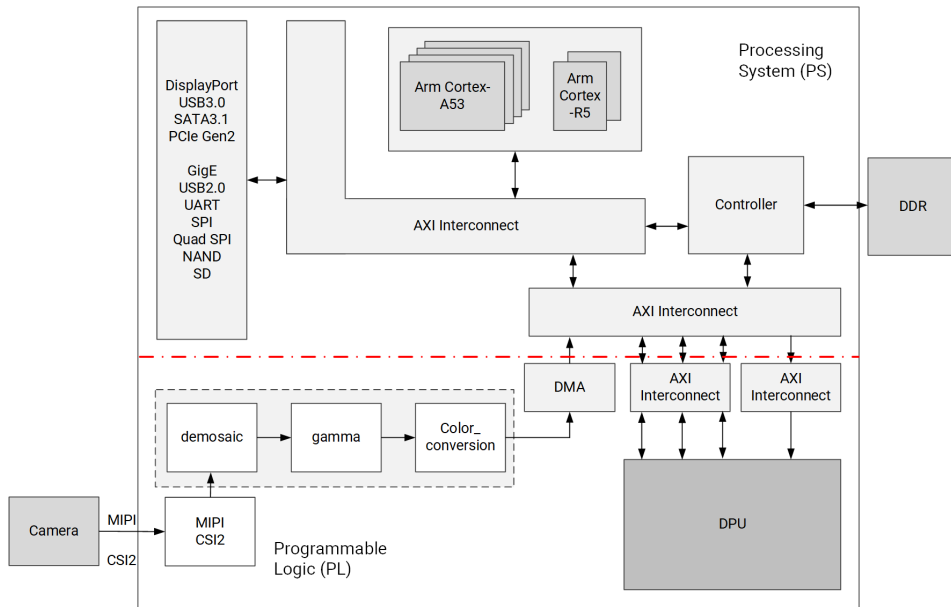 Processing
System (PS)
DisplayPort
USB3.0
SATA3.1
PCIe Gen2
GigE
USB2.0
UART
SPI
Quad SPI
NAND
SD
Arm Cortex-
A53
Arm
Cortex
-R5
AXI Interconnect
Controller
DDR
AXI Interconnect
DMA
AXI
Interconnect
AXI
Interconnect
demosaic
gamma
Color_
conversion
Camera
MIPI
CSI2
MIPI
CSI2
Programmable
Logic (PL)
DPU